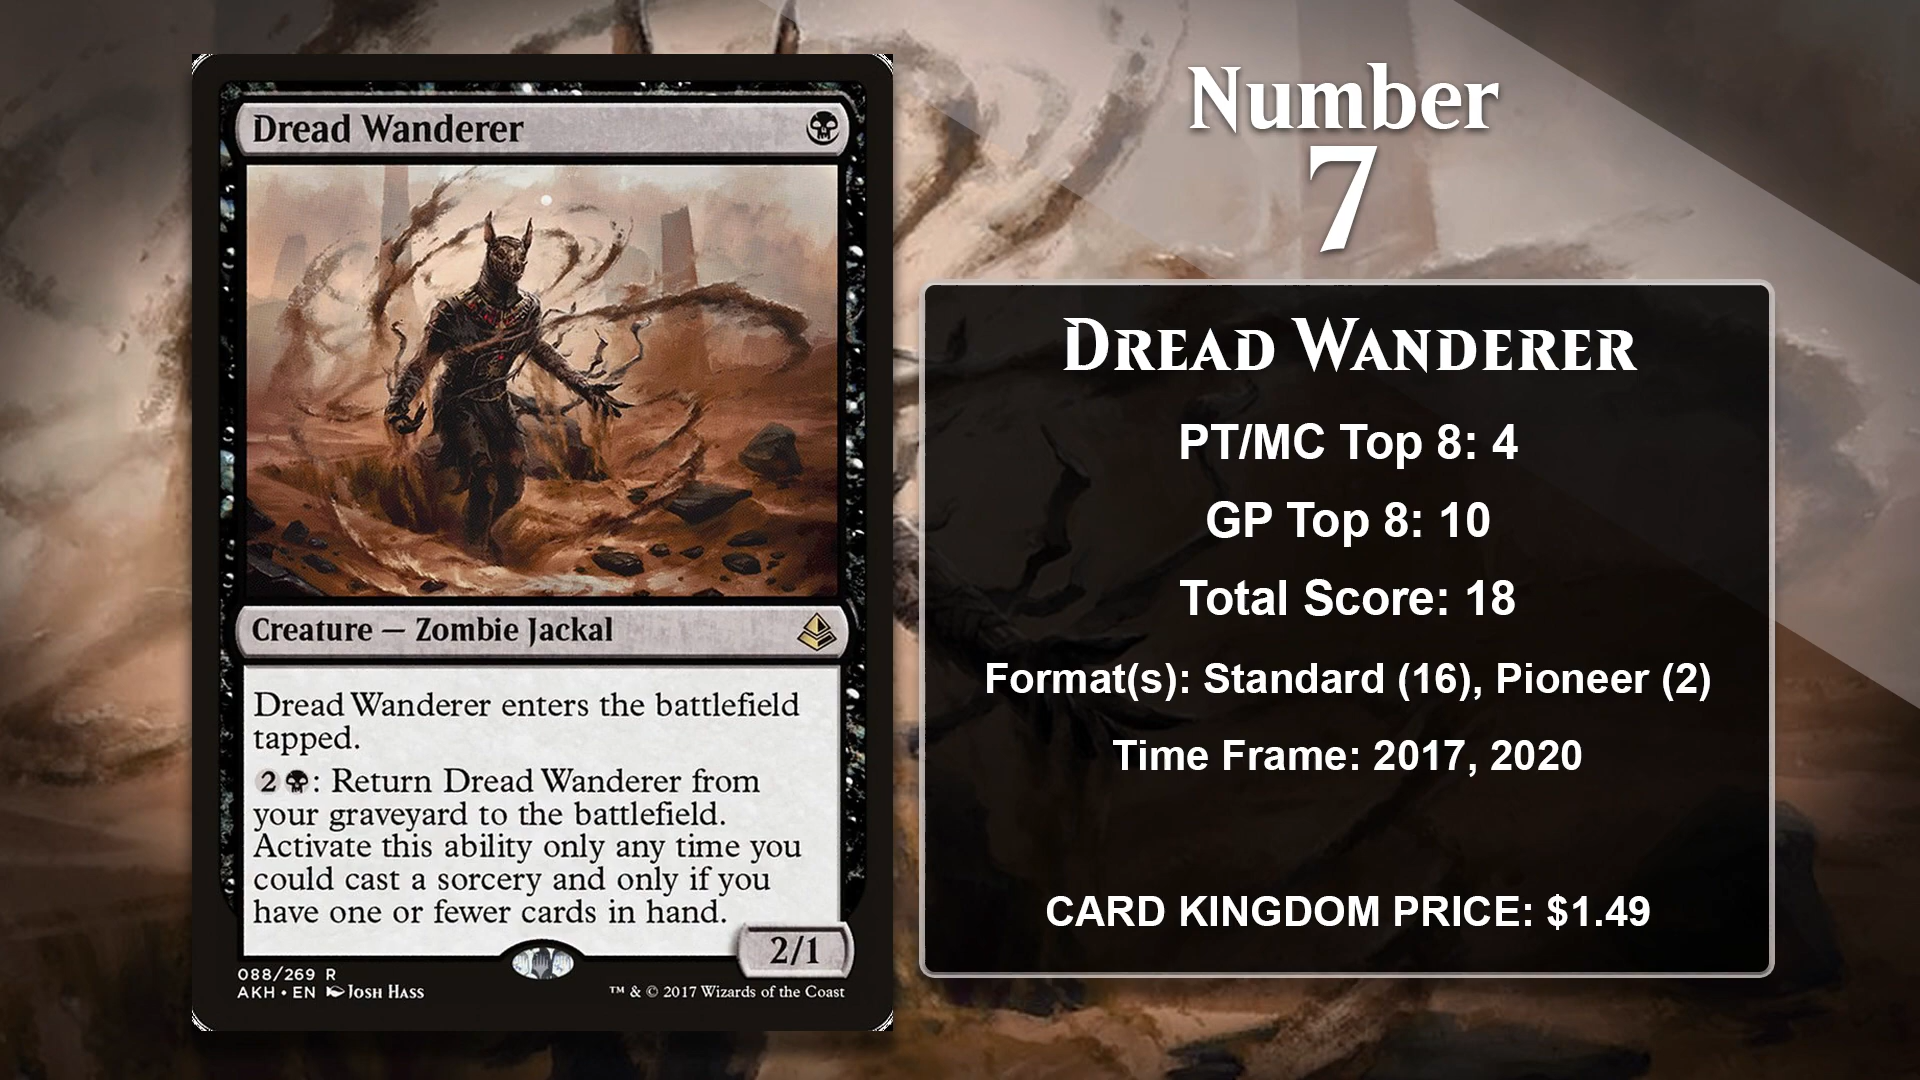 Dread Wanderer
Creature — Zombie Jackal
Dread Wanderer enters the battlefield
tapped.
2 : Return Dread Wanderer from
your graveyard to the battlefield.
Activate this ability only any time you
could cast a sorcery and only if you
have one or fewer cards in hand.
2/1
088/269 R
AKH • EN Josh Hass
™ & © 2017 Wizards of the Coast
Number
7
Dread Wanderer
PT/MC Top 8: 4
GP Top 8: 10
Total Score: 18
Format(s): Standard (16), Pioneer (2)
Time Frame: 2017, 2020
CARD KINGDOM PRICE: $1.49